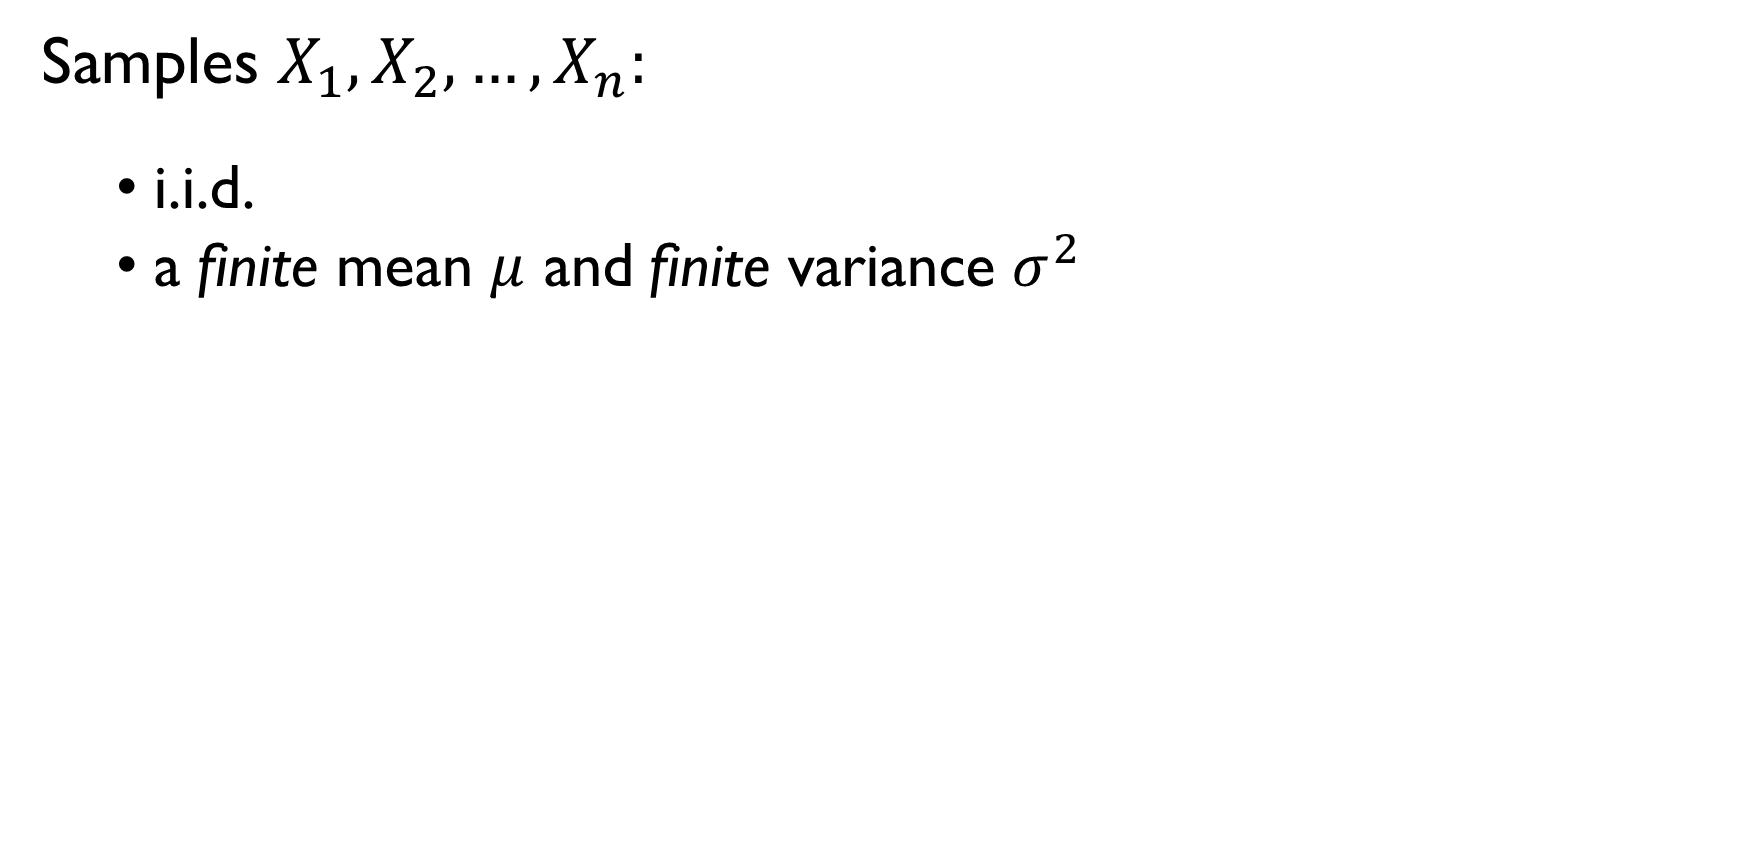 Samples X₁, X₂, … , Xₙ:
• i.i.d.
• a finite mean μ and finite variance σ²